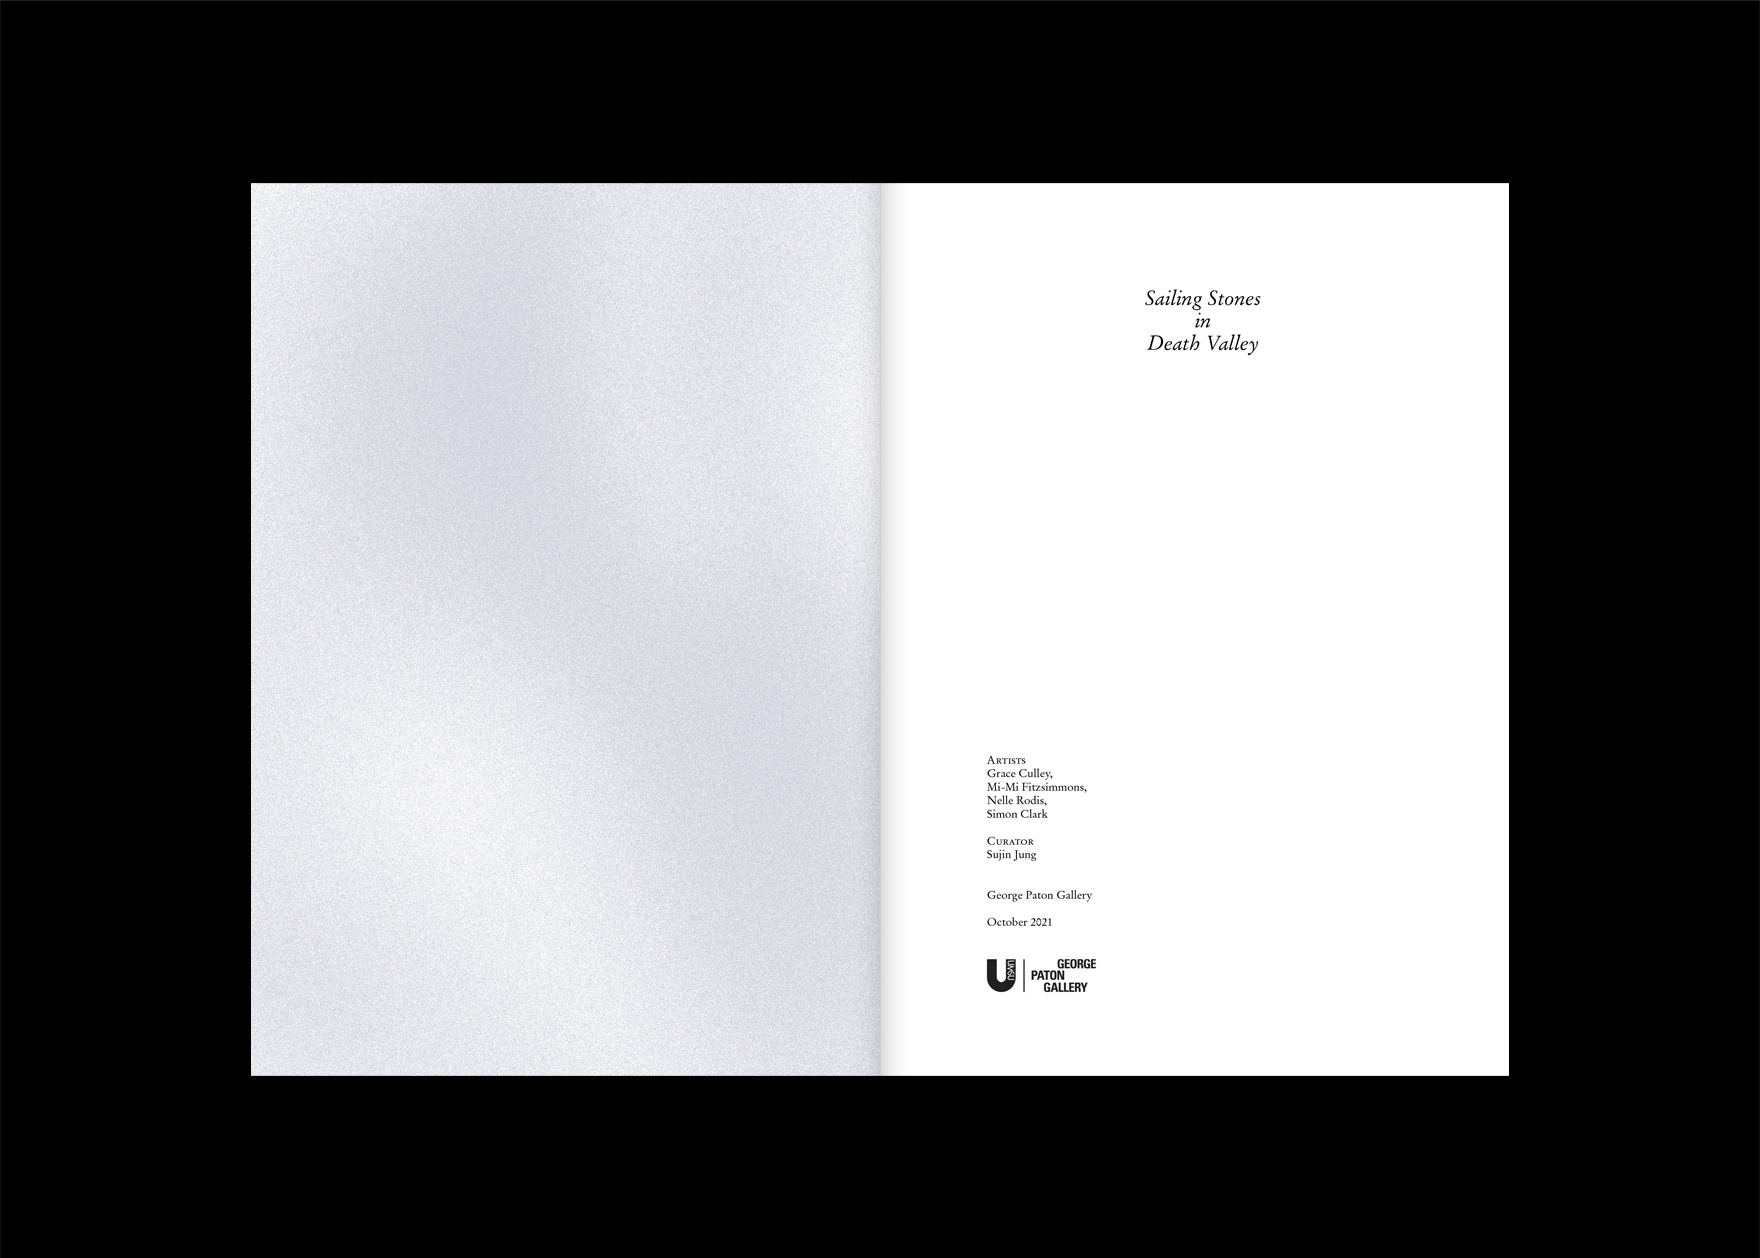 Sailing Stones
in
Death Valley
Artists
Grace Culley,
Mi-Mi Fitzsimmons,
Nelle Rodis,
Simon Clark
Curator
Sujin Jung
George Paton Gallery
October 2021
UMSU
GEORGE
PATON
GALLERY